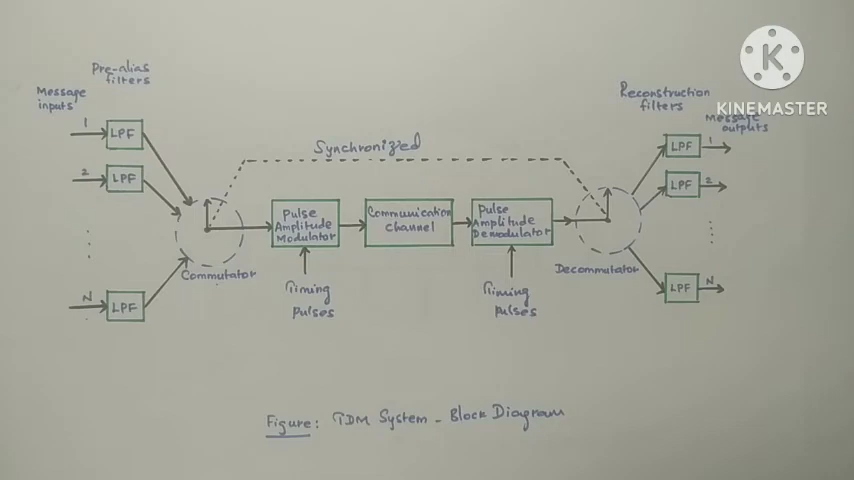 Pre-alias
filters
Message
inputs
1
LPF
2
LPF
N
LPF
Commutator
Synchronized
Pulse
Amplitude
Modulator
Timing
pulses
Communication
Channel
Pulse
Amplitude
Demodulator
Timing
pulses
Decommutator
Reconstruction
filters
K
KINEMASTER
Message
outputs
LPF
1
LPF
2
LPF
N
Figure: TDM System - Block Diagram